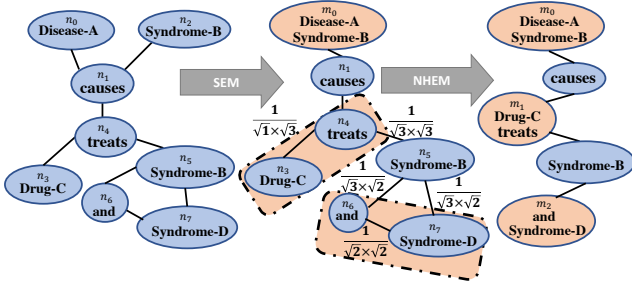 n₀
Disease-A
n₂
Syndrome-B
n₁
causes
n₄
treats
n₃
Drug-C
n₅
Syndrome-B
n₆
and
n₇
Syndrome-D
SEM
m₀
Disease-A
Syndrome-B
n₁
causes
1
√1×√3
n₄
treats
1
√3×√3
n₃
Drug-C
n₅
Syndrome-B
1
√3×√2
1
√3×√2
n₆
and
n₇
Syndrome-D
1
√2×√2
NHEM
m₀
Disease-A
Syndrome-B
causes
m₁
Drug-C
treats
Syndrome-B
m₂
and
Syndrome-D